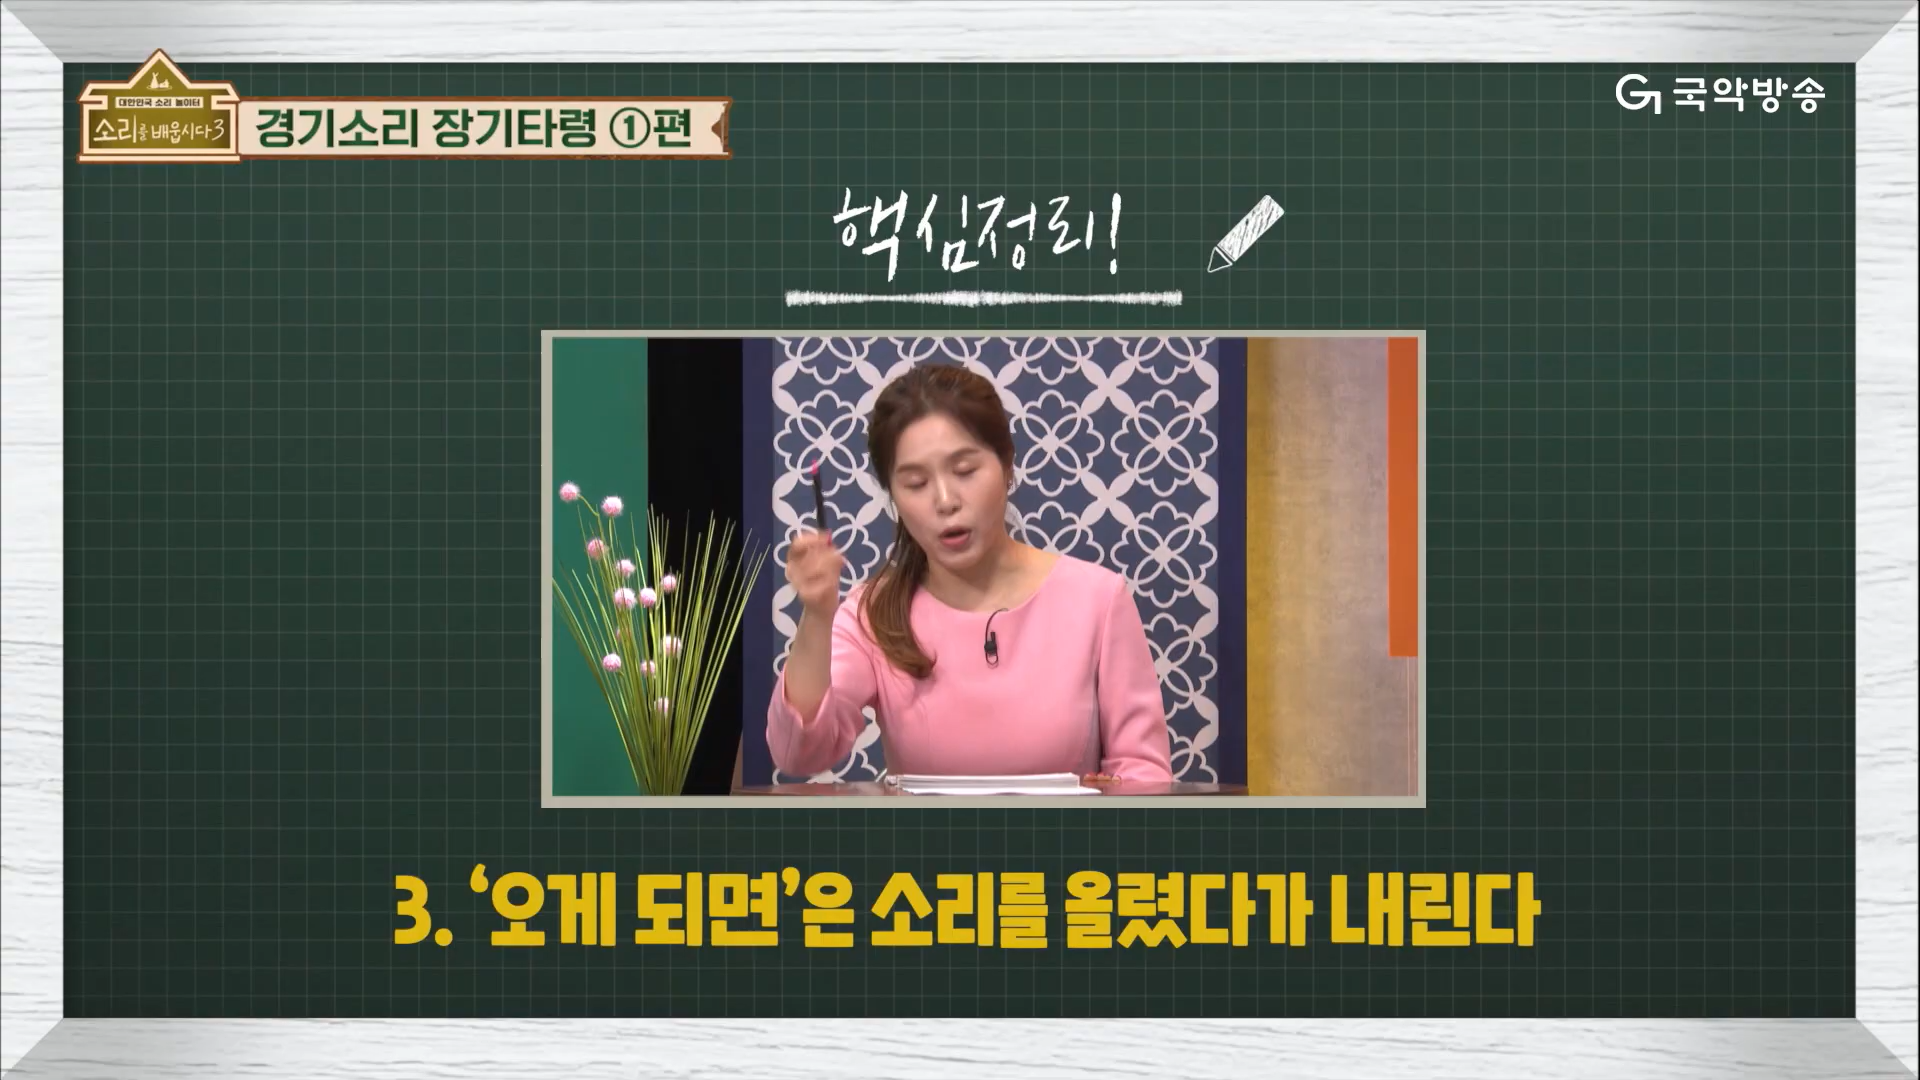 대한민국 소리 놀이터
소리를 배웁시다3
경기소리 장기타령 ①편
국악방송
핵심정리!
3. ‘오게 되면’은 소리를 올렸다가 내린다